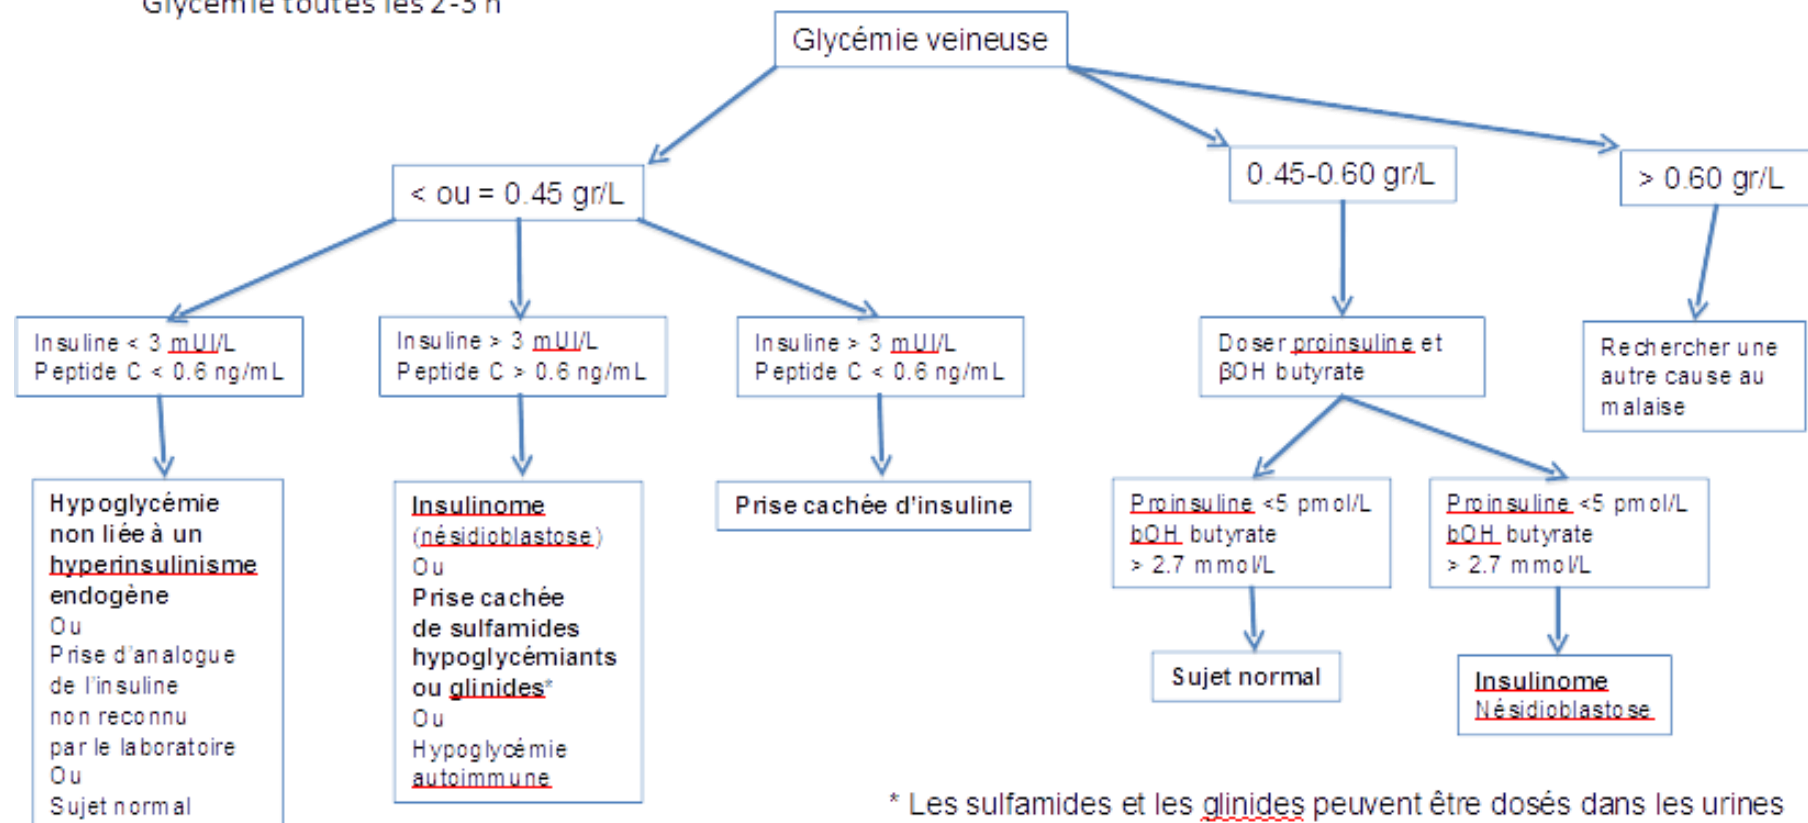 Glycémie toutes les 2-3 h
Glycémie veineuse
< ou = 0.45 gr/L
0.45-0.60 gr/L
> 0.60 gr/L
Insuline < 3 mUI/L
Peptide C < 0.6 ng/mL
Insuline > 3 mUI/L
Peptide C > 0.6 ng/mL
Insuline > 3 mUI/L
Peptide C < 0.6 ng/mL
Doser proinsuline et
βOH butyrate
Rechercher une
autre cause au
malaise
Hypoglycémie
non liée à un
hyperinsulinisme
endogène
Ou
Prise d'analogue
de l'insuline
non reconnu
par le laboratoire
Ou
Sujet normal
Insulinome
(nésidioblastose)
Ou
Prise cachée
de sulfamides
hypoglycémiants
ou glinides*
Ou
Hypoglycémie
autoimmune
Prise cachée d'insuline
Proinsuline <5 pmol/L
bOH butyrate
> 2.7 mmol/L
Proinsuline <5 pmol/L
bOH butyrate
> 2.7 mmol/L
Sujet normal
Insulinome
Nésidioblastose
* Les sulfamides et les glinides peuvent être dosés dans les urines